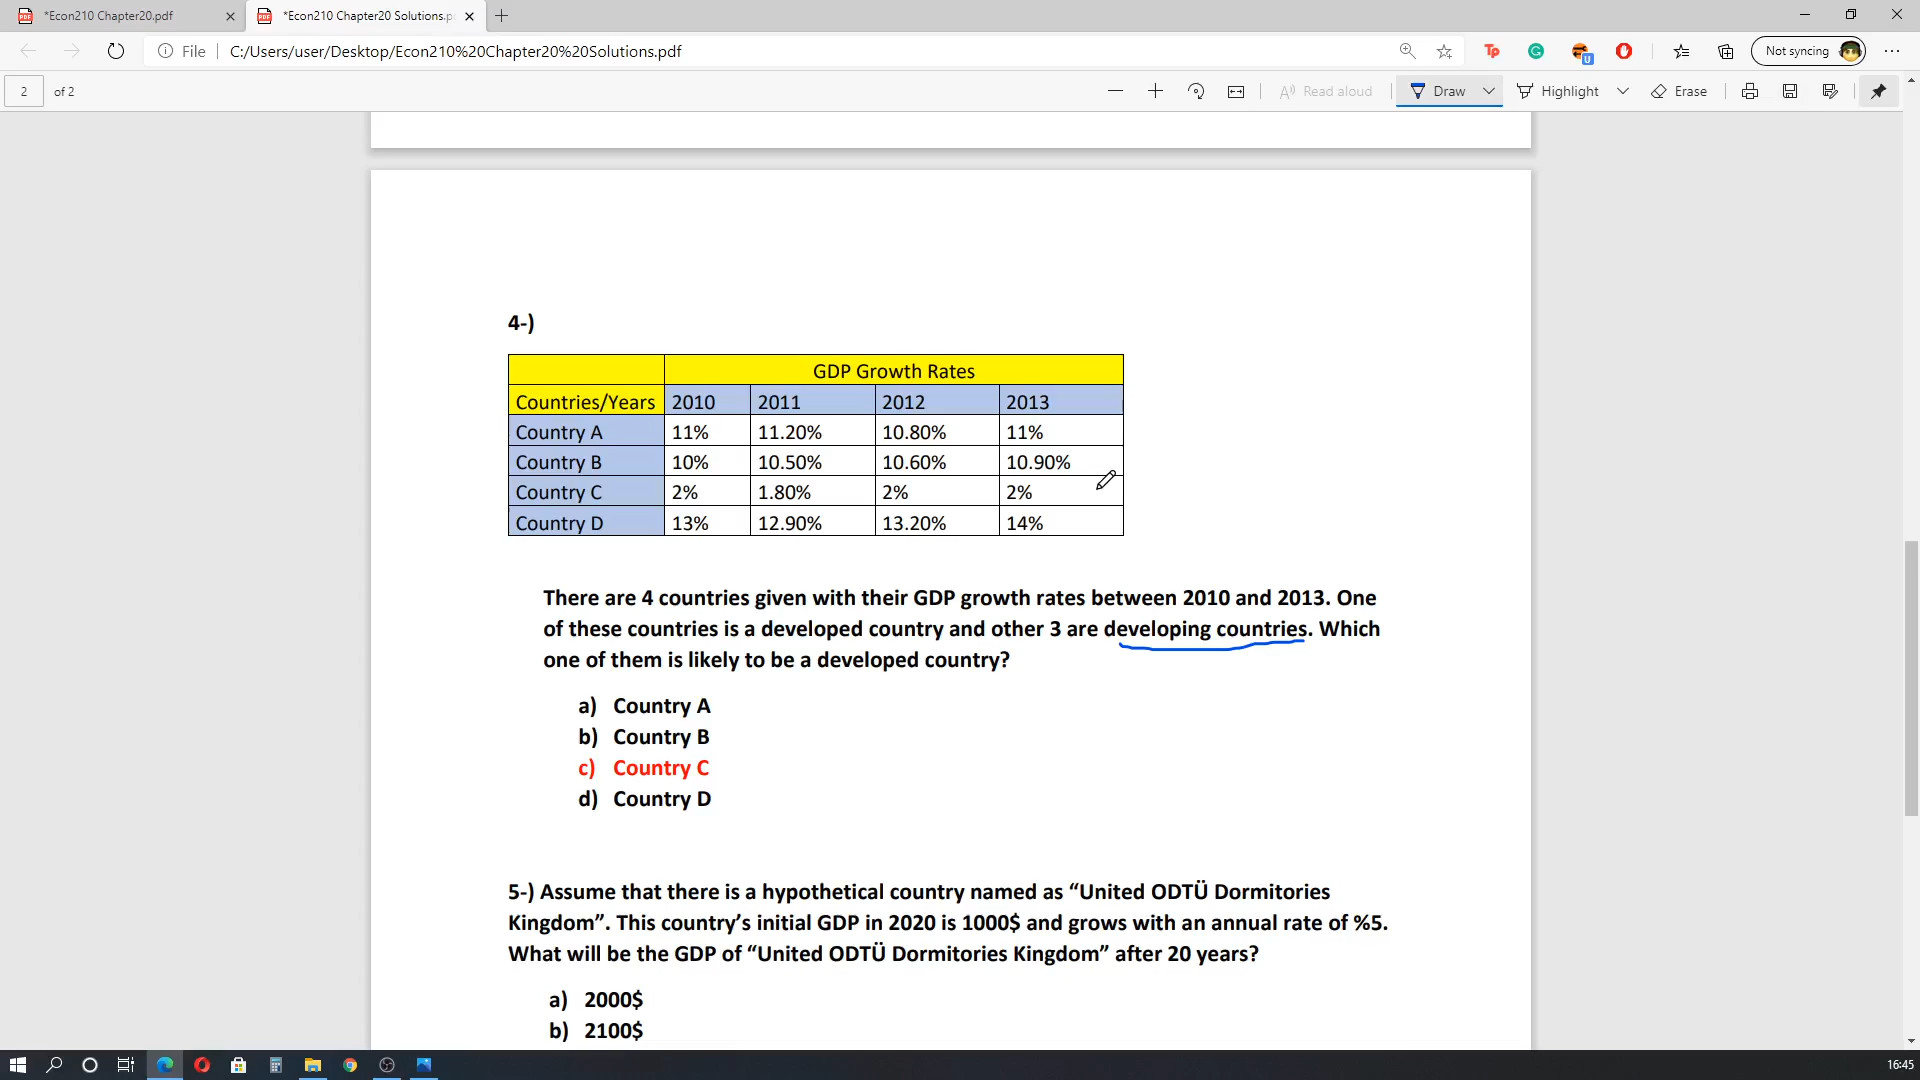 *Econ210 Chapter20.pdf
*Econ210 Chapter20 Solutions.p
File
C:/Users/user/Desktop/Econ210%20Chapter20%20Solutions.pdf
Not syncing
2 of 2
Read aloud
Draw
Highlight
Erase
4-)
GDP Growth Rates
Countries/Years 2010 2011 2012 2013
Country A 11% 11.20% 10.80% 11%
Country B 10% 10.50% 10.60% 10.90%
Country C 2% 1.80% 2% 2%
Country D 13% 12.90% 13.20% 14%
There are 4 countries given with their GDP growth rates between 2010 and 2013. One
of these countries is a developed country and other 3 are developing countries. Which
one of them is likely to be a developed country?
a) Country A
b) Country B
c) Country C
d) Country D
5-) Assume that there is a hypothetical country named as “United ODTÜ Dormitories
Kingdom”. This country’s initial GDP in 2020 is 1000$ and grows with an annual rate of %5.
What will be the GDP of “United ODTÜ Dormitories Kingdom” after 20 years?
a) 2000$
b) 2100$
16:45